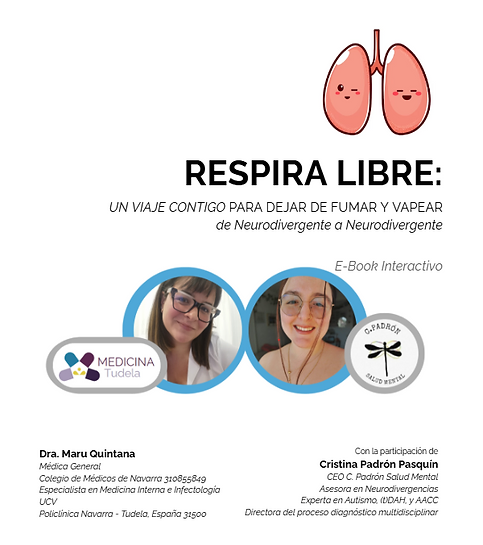 RESPIRA LIBRE:
UN VIAJE CONTIGO PARA DEJAR DE FUMAR Y VAPEAR
de Neurodivergente a Neurodivergente
E-Book Interactivo
MEDICINA
Tudela
C.PADRÓN
SALUD MENTAL
Dra. Maru Quintana
Médica General
Colegio de Médicos de Navarra 310855849
Especialista en Medicina Interna e Infectología
UCV
Policlínica Navarra - Tudela, España 31500
Con la participación de
Cristina Padrón Pasquín
CEO C. Padrón Salud Mental
Asesora en Neurodivergencias
Experta en Autismo, (t)DAH, y AACC
Directora del proceso diagnóstico multidisciplinar